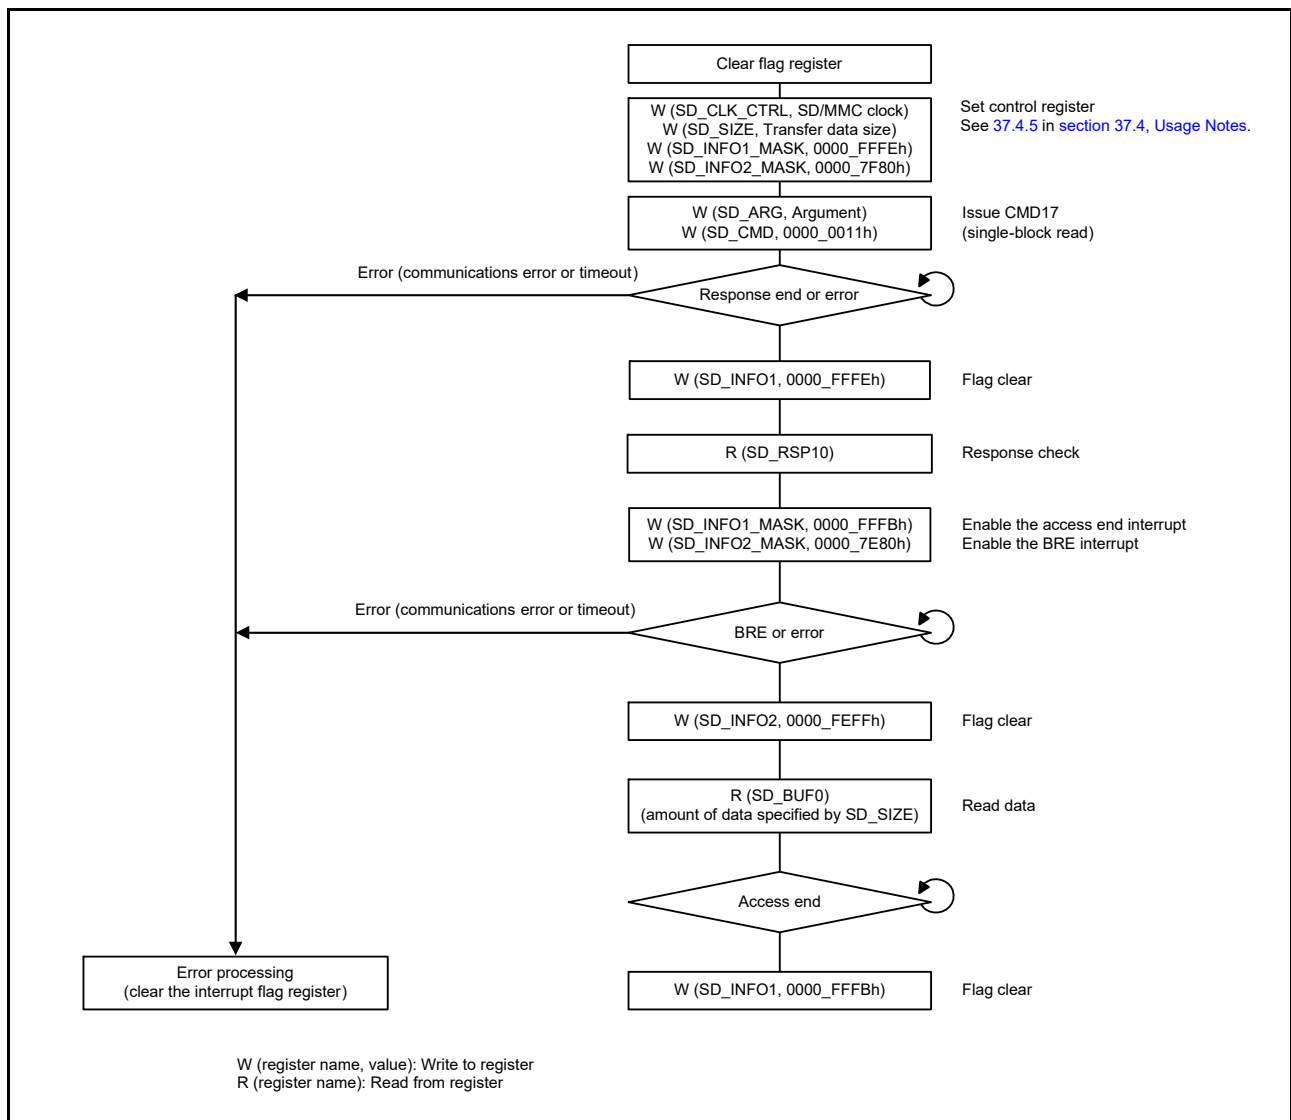 Clear flag register
W (SD_CLK_CTRL, SD/MMC clock)
W (SD_SIZE, Transfer data size)
W (SD_INFO1_MASK, 0000_FFFEh)
W (SD_INFO2_MASK, 0000_7F80h)
Set control register
See 37.4.5 in section 37.4, Usage Notes.
W (SD_ARG, Argument)
W (SD_CMD, 0000_0011h)
Issue CMD17
(single-block read)
Error (communications error or timeout)
Response end or error
W (SD_INFO1, 0000_FFFEh)
Flag clear
R (SD_RSP10)
Response check
W (SD_INFO1_MASK, 0000_FFFBh)
W (SD_INFO2_MASK, 0000_7E80h)
Enable the access end interrupt
Enable the BRE interrupt
Error (communications error or timeout)
BRE or error
W (SD_INFO2, 0000_FEFFh)
Flag clear
R (SD_BUF0)
(amount of data specified by SD_SIZE)
Read data
Access end
Error processing
(clear the interrupt flag register)
W (SD_INFO1, 0000_FFFBh)
Flag clear
W (register name, value): Write to register
R (register name): Read from register